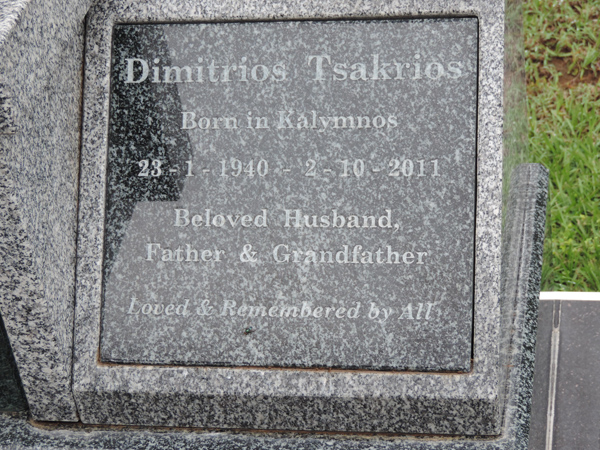 Dimitrios Tsakrios
Born in Kalymnos
23 - 1 - 1940 - 2 - 10 - 2011
Beloved Husband,
Father & Grandfather
Loved & Remembered by All